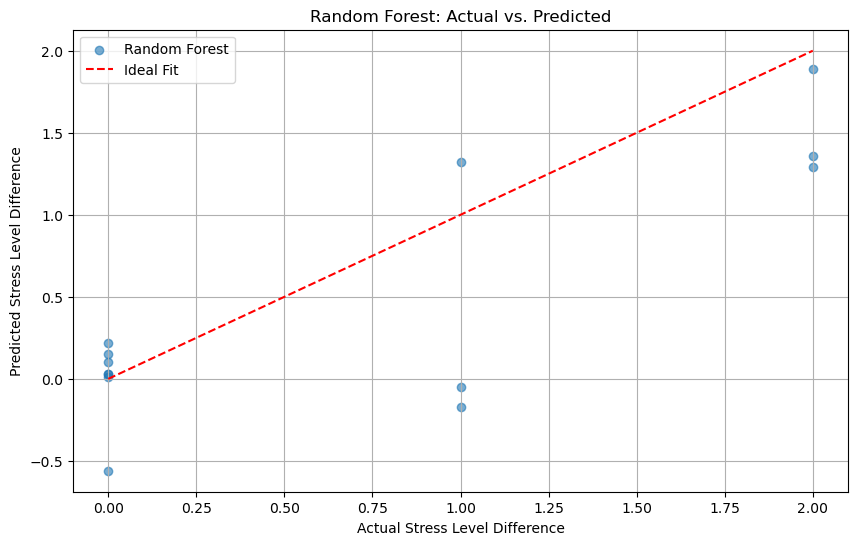 Random Forest: Actual vs. Predicted
Random Forest
Ideal Fit
Predicted Stress Level Difference
2.0
1.5
1.0
0.5
0.0
−0.5
0.00 0.25 0.50 0.75 1.00 1.25 1.50 1.75 2.00
Actual Stress Level Difference